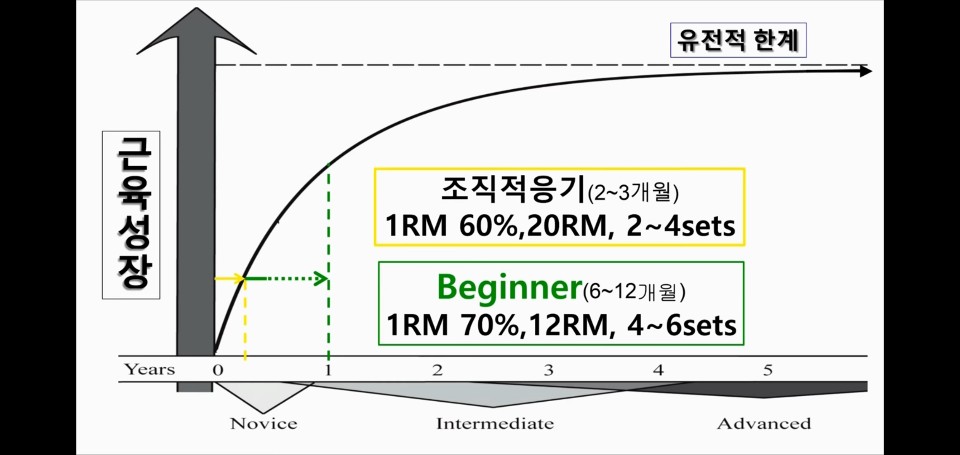 유전적 한계
근육성장
조직적응기(2~3개월)
1RM 60%,20RM, 2~4sets
Beginner(6~12개월)
1RM 70%,12RM, 4~6sets
Years 0 1 2 3 4 5
Novice Intermediate Advanced